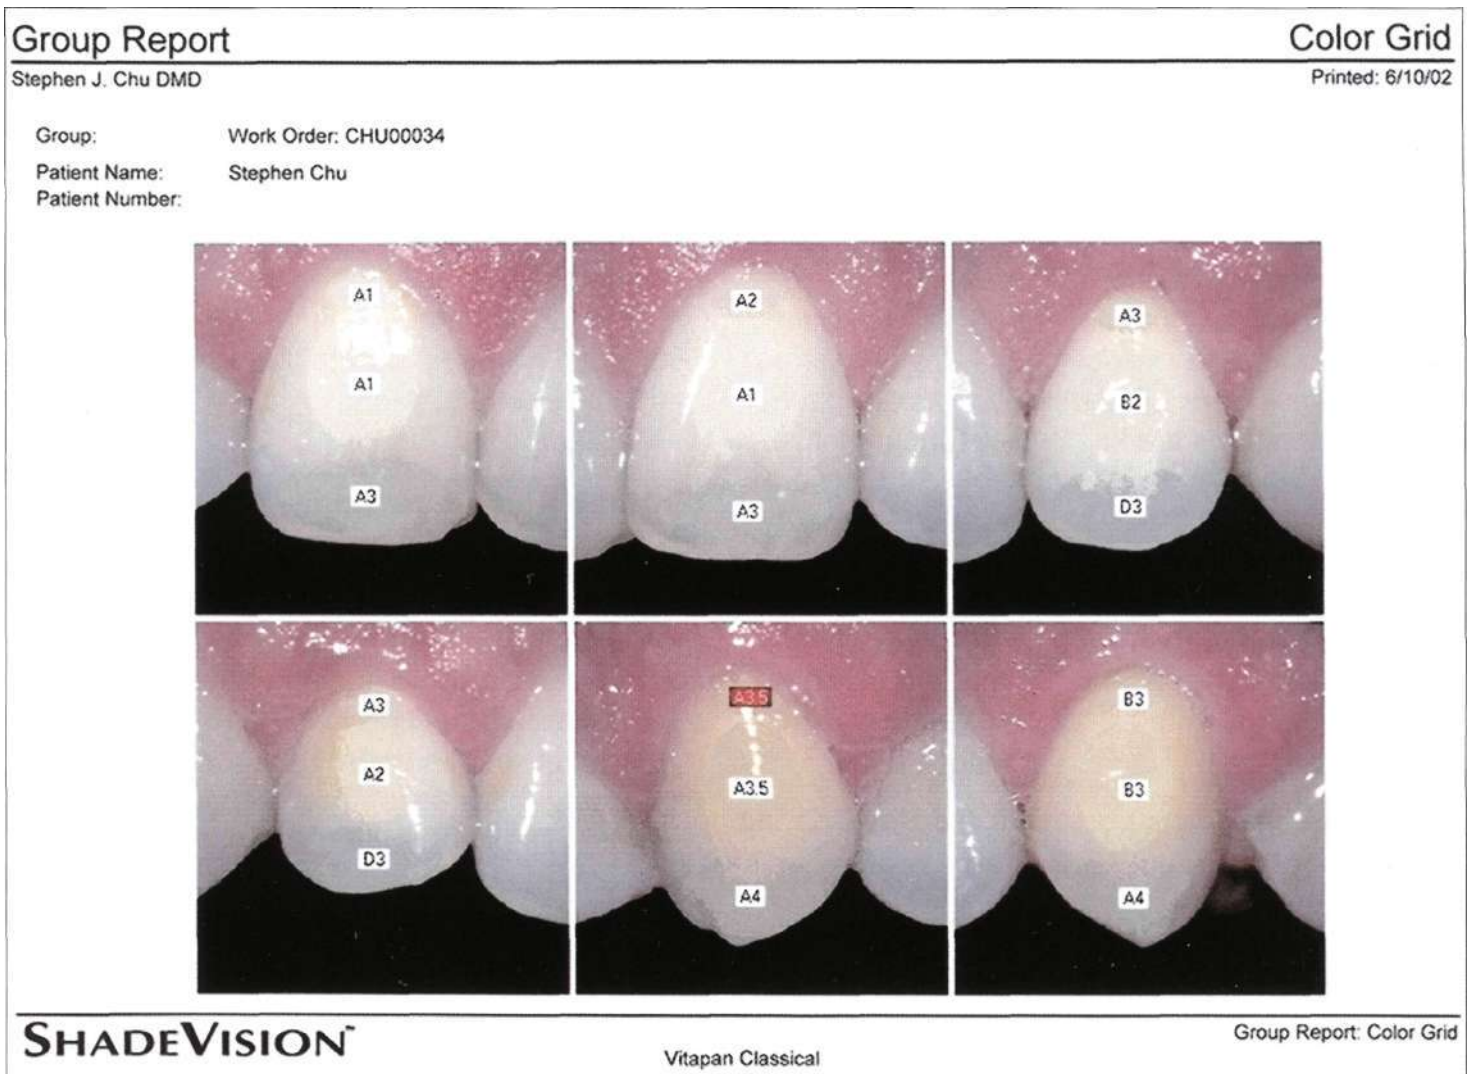 Group Report
Color Grid
Stephen J. Chu DMD
Printed: 6/10/02
Group:
Work Order: CHU00034
Patient Name:
Stephen Chu
Patient Number:
A1
A1
A3
A2
A1
A3
A3
B2
D3
A3
A2
D3
A3.5
A3.5
A4
B3
B3
A4
SHADEVISION™
Vitapan Classical
Group Report: Color Grid